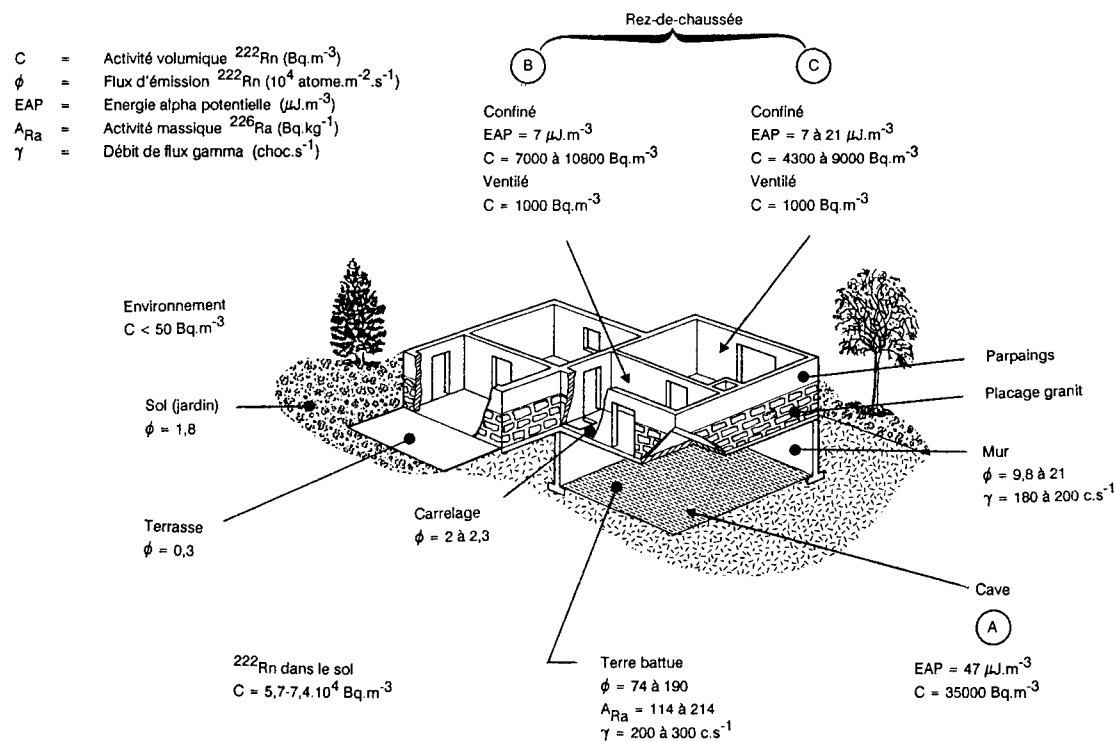 Rez-de-chaussée
C = Activité volumique ²²²Rn (Bq.m⁻³)
ϕ = Flux d'émission ²²²Rn (10⁴ atome.m⁻².s⁻¹)
EAP = Energie alpha potentielle (μJ.m⁻³)
A_Ra = Activité massique ²²⁶Ra (Bq.kg⁻¹)
γ = Débit de flux gamma (choc.s⁻¹)
B
Confiné
EAP = 7 μJ.m⁻³
C = 7000 à 10800 Bq.m⁻³
Ventilé
C = 1000 Bq.m⁻³
C
Confiné
EAP = 7 à 21 μJ.m⁻³
C = 4300 à 9000 Bq.m⁻³
Ventilé
C = 1000 Bq.m⁻³
Environnement
C < 50 Bq.m⁻³
Sol (jardin)
ϕ = 1,8
Terrasse
ϕ = 0,3
Carrelage
ϕ = 2 à 2,3
Parpaings
Placage granit
Mur
ϕ = 9,8 à 21
γ = 180 à 200 c.s⁻¹
Cave
A
EAP = 47 μJ.m⁻³
C = 35000 Bq.m⁻³
²²²Rn dans le sol
C = 5,7-7,4.10⁴ Bq.m⁻³
Terre battue
ϕ = 74 à 190
A_Ra = 114 à 214
γ = 200 à 300 c.s⁻¹